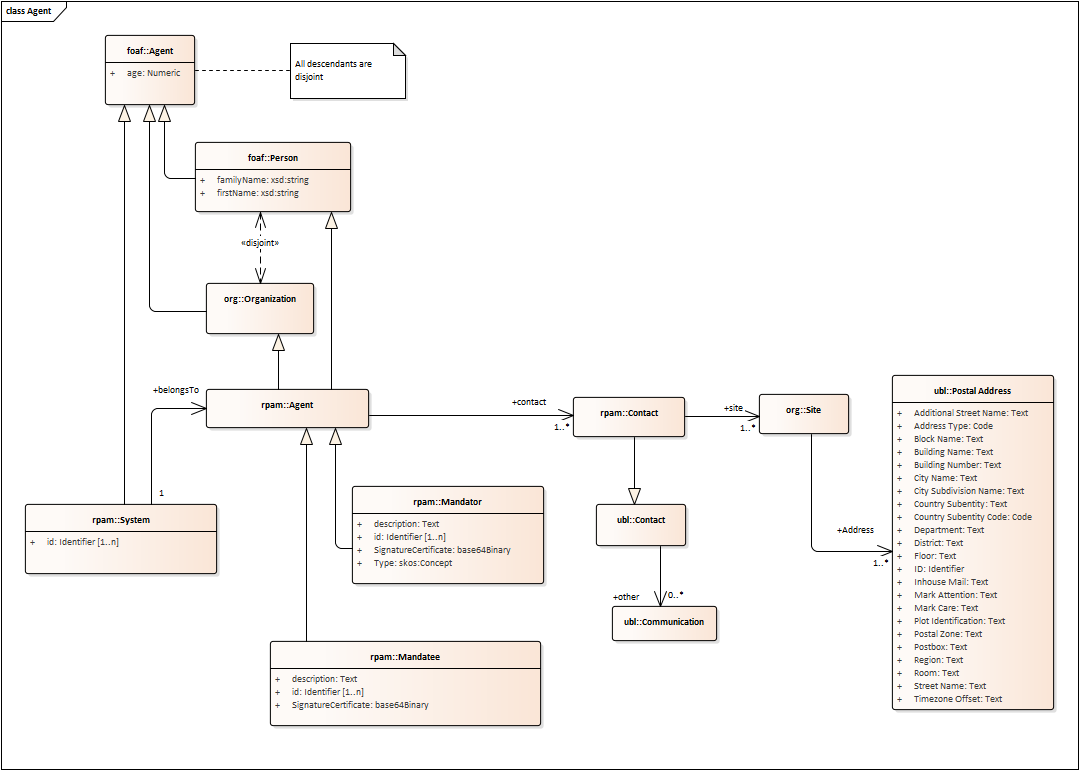 class Agent
foaf::Agent
+ age: Numeric
All descendants are
disjoint
foaf::Person
+ familyName: xsd:string
+ firstName: xsd:string
«disjoint»
org::Organization
+belongsTo
rpam::Agent
+contact
1..*
rpam::Contact
+site
1..*
org::Site
ubl::Postal Address
+ Additional Street Name: Text
+ Address Type: Code
+ Block Name: Text
+ Building Name: Text
+ Building Number: Text
+ City Name: Text
+ City Subdivision Name: Text
+ Country Subentity: Text
+ Country Subentity Code: Code
+ Department: Text
+ District: Text
+ Floor: Text
+ ID: Identifier
+ Inhouse Mail: Text
+ Mark Attention: Text
+ Mark Care: Text
+ Plot Identification: Text
+ Postal Zone: Text
+ Postbox: Text
+ Region: Text
+ Room: Text
+ Street Name: Text
+ Timezone Offset: Text
+Address
1..*
1
rpam::System
+ id: Identifier [1..n]
rpam::Mandator
+ description: Text
+ id: Identifier [1..n]
+ SignatureCertificate: base64Binary
+ Type: skos:Concept
ubl::Contact
+other
0..*
ubl::Communication
rpam::Mandatee
+ description: Text
+ id: Identifier [1..n]
+ SignatureCertificate: base64Binary